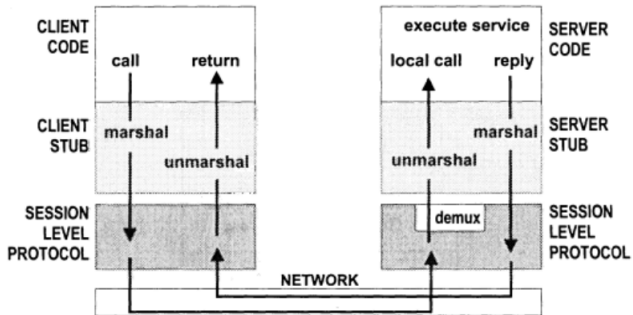 CLIENT
CODE
call
return
execute service
local call
reply
SERVER
CODE
CLIENT
STUB
marshal
unmarshal
marshal
unmarshal
SERVER
STUB
SESSION
LEVEL
PROTOCOL
demux
SESSION
LEVEL
PROTOCOL
NETWORK